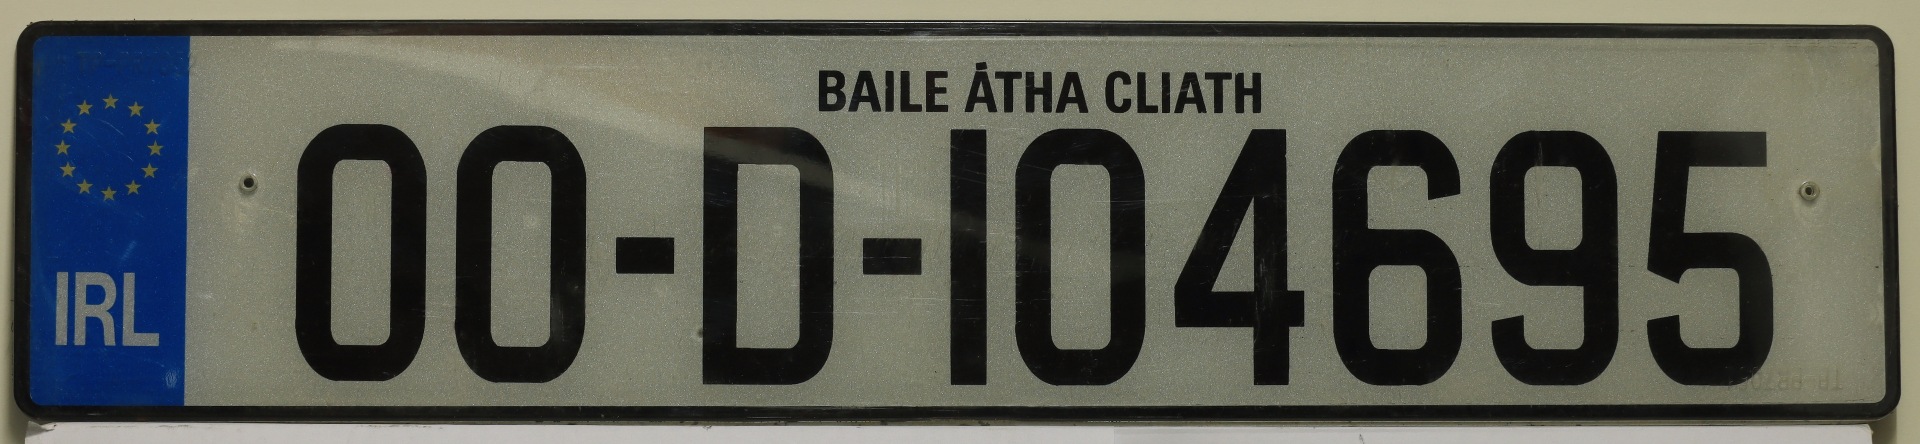 BAILE ÁTHA CLIATH
IRL
00-D-104695